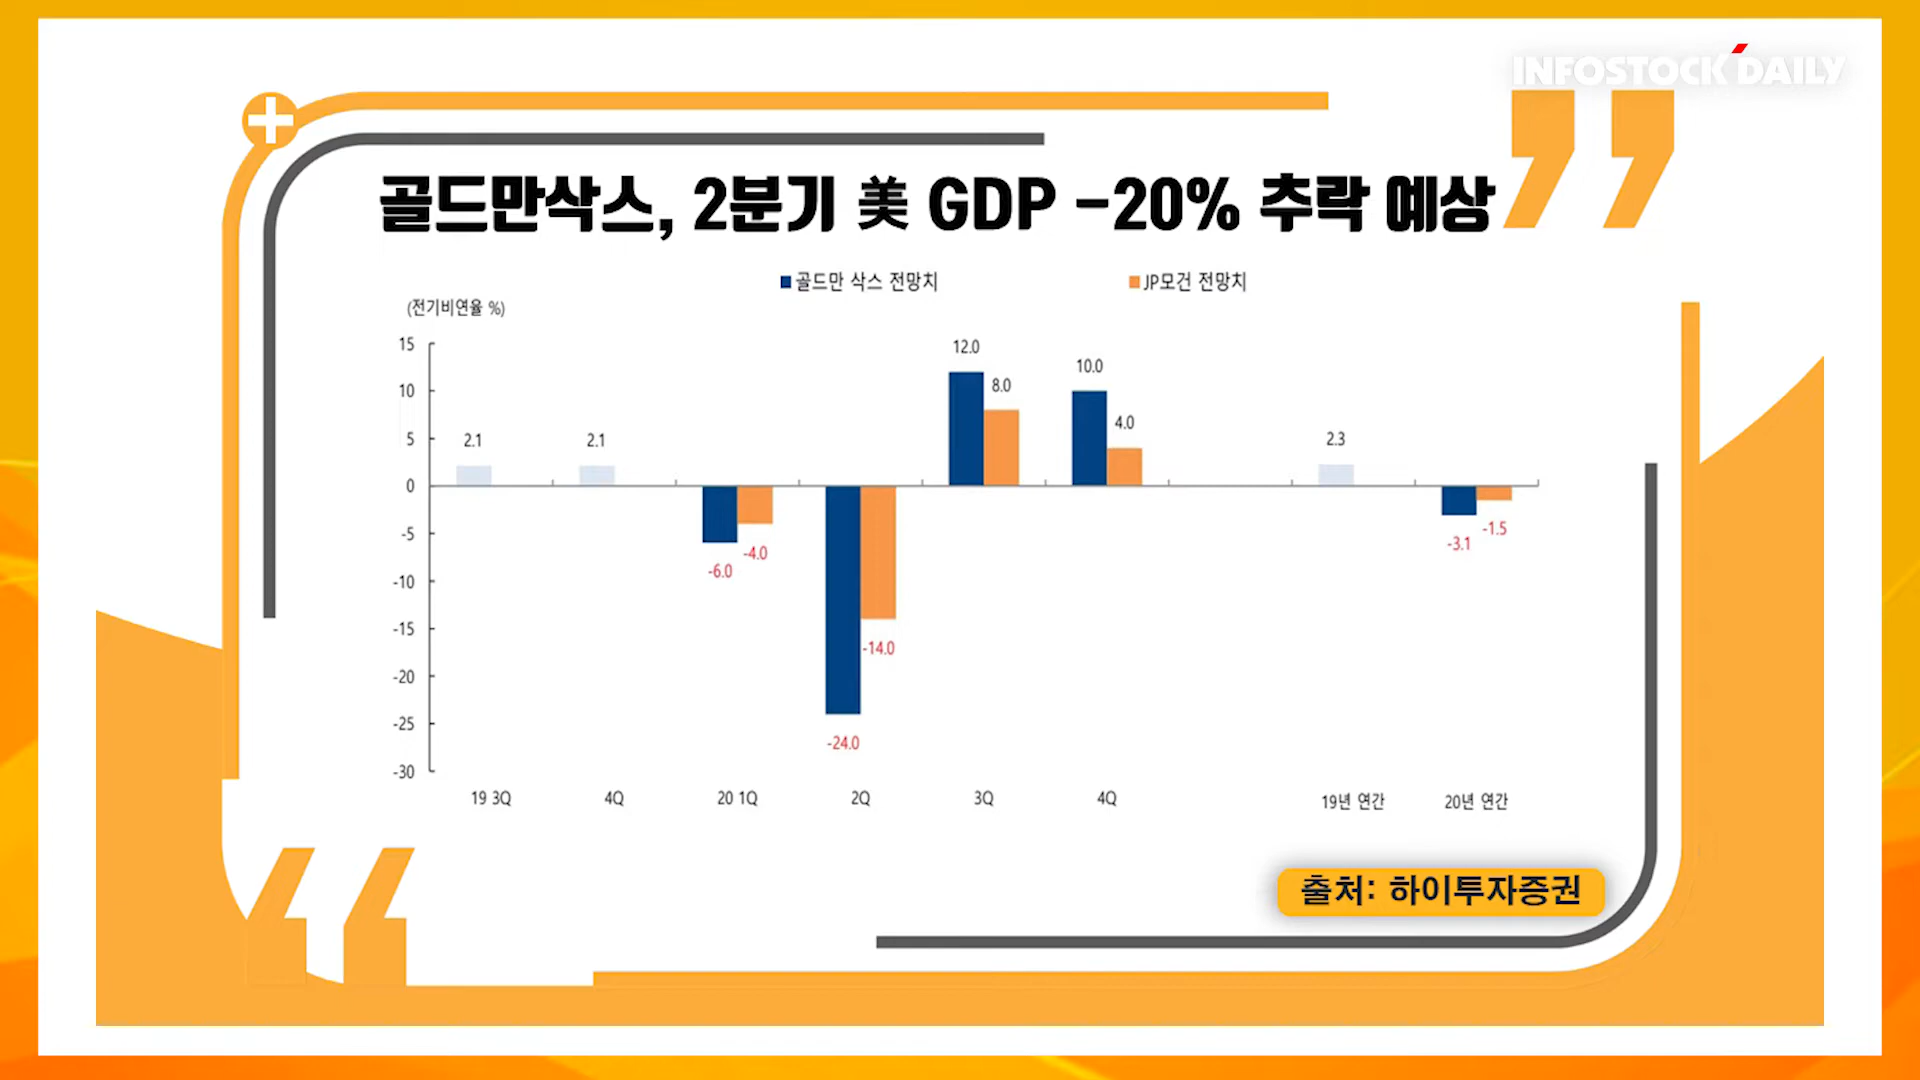 INFOSTOCK DAILY
골드만삭스, 2분기 美 GDP -20% 추락 예상
골드만 삭스 전망치 JP모건 전망치
(전기비연율 %)
15
10
5
0
-5
-10
-15
-20
-25
-30
2.1 2.1 -6.0 -4.0 -24.0 -14.0 12.0 8.0 10.0 4.0 2.3 -3.1 -1.5
19 3Q 4Q 20 1Q 2Q 3Q 4Q 19년 연간 20년 연간
출처: 하이투자증권